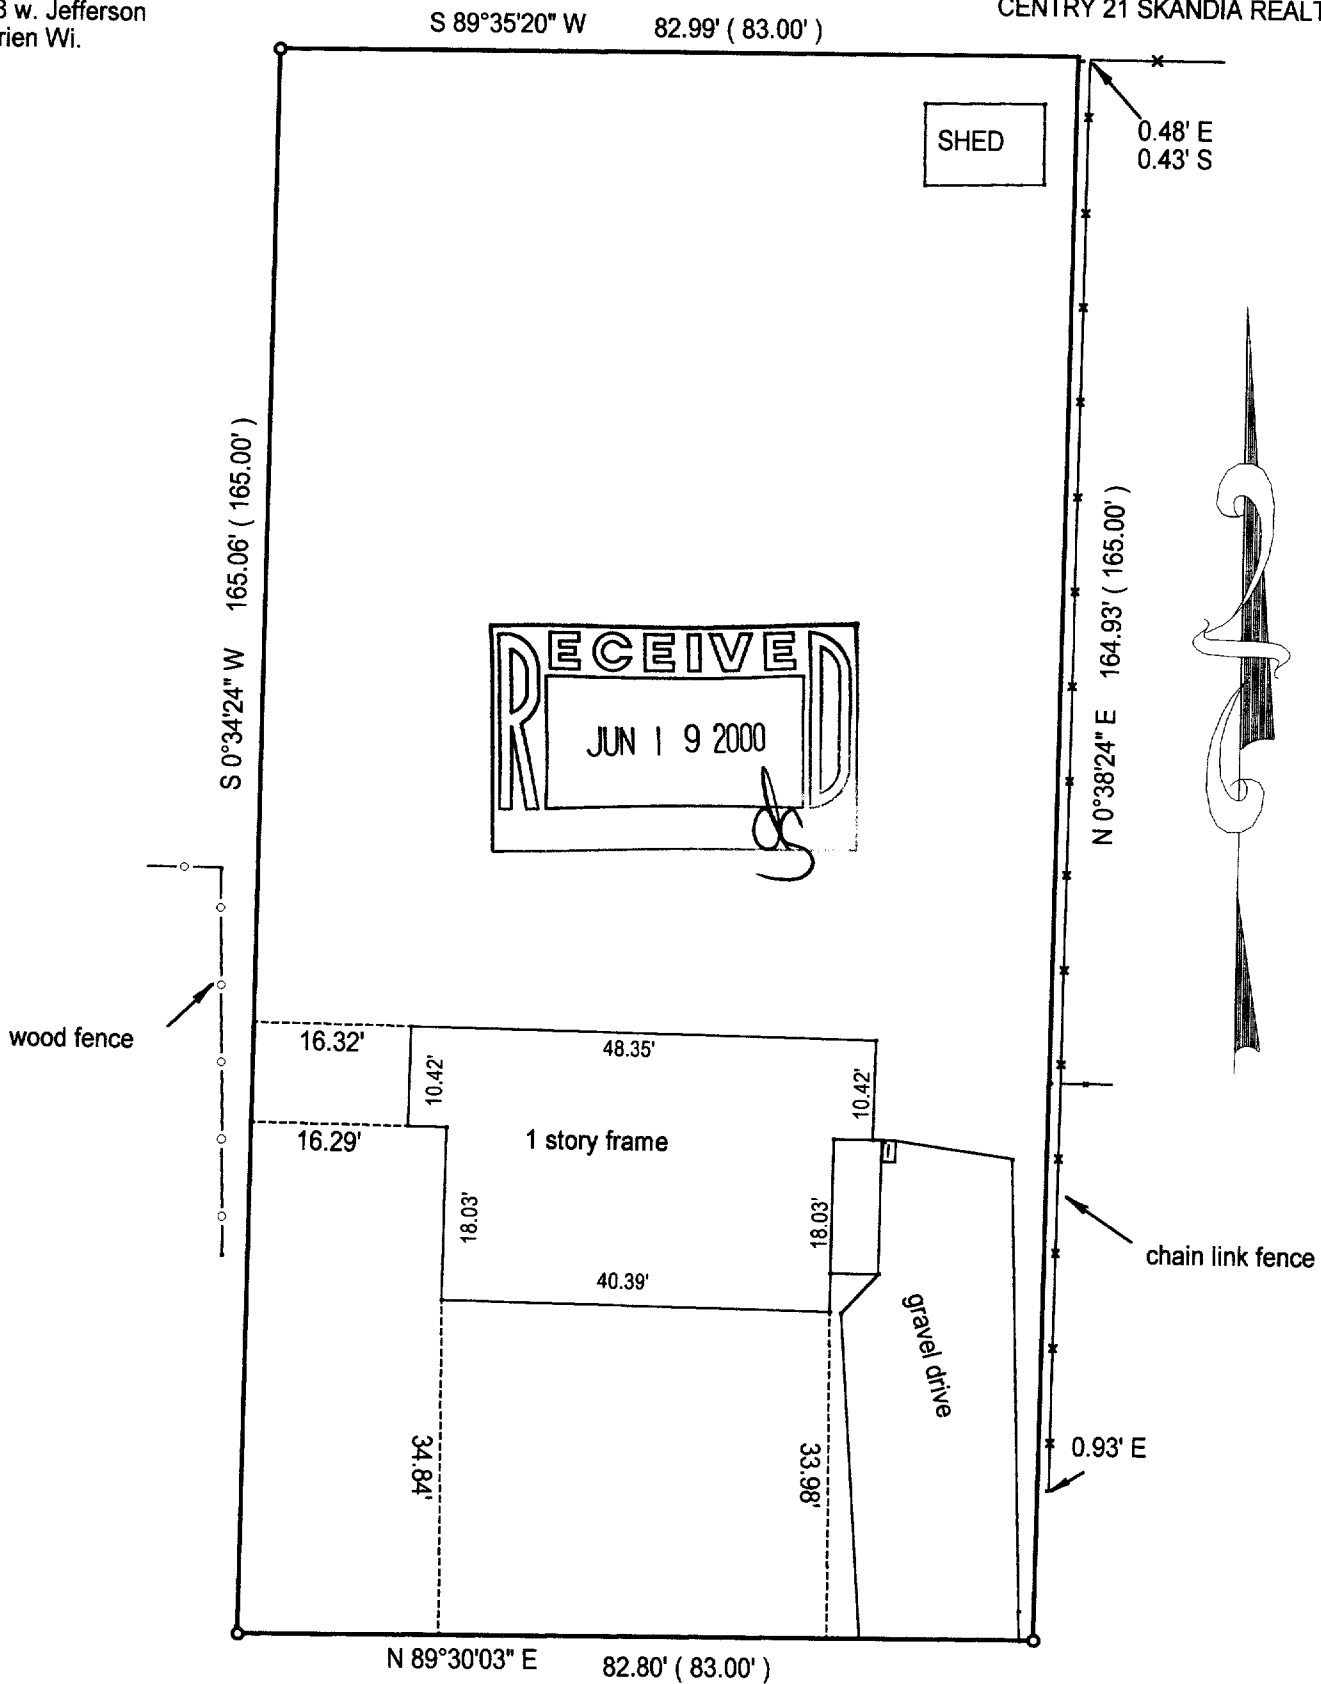 w. Jefferson
Wi.
CENTRY 21 SKANDIA
S 89°35'20" W 82.99' ( 83.00' )
SHED
0.48' E
0.43' S
S 0°34'24" W 165.06' ( 165.00' )
N 0°38'24" E 164.93' ( 165.00' )
RECEIVED
JUN 1 9 2000
wood fence
16.32'
48.35'
10.42'
10.42'
16.29'
1 story frame
18.03'
18.03'
chain link fence
40.39'
gravel drive
34.84'
33.98'
0.93' E
N 89°30'03" E 82.80' ( 83.00' )